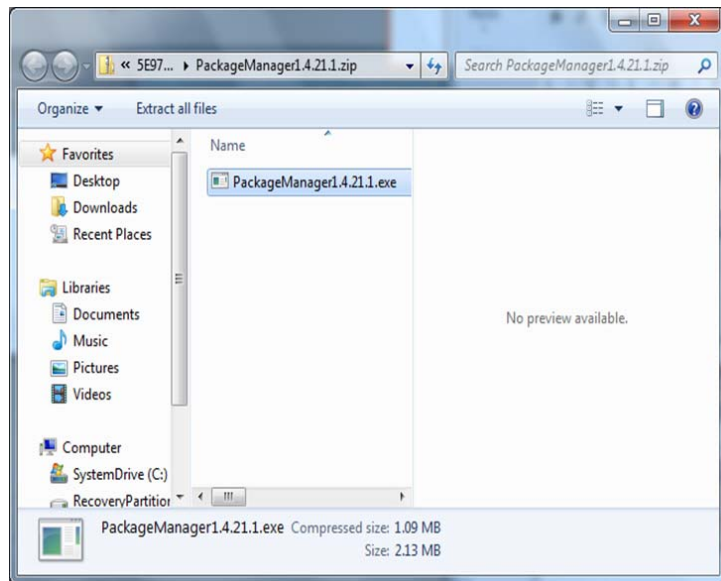 « 5E97... ▸ PackageManager1.4.21.1.zip
Search PackageManager1.4.21.1.zip
Organize ▾ Extract all files
Favorites
Desktop
Downloads
Recent Places
Libraries
Documents
Music
Pictures
Videos
Computer
SystemDrive (C:)
RecoveryPartitior
Name
PackageManager1.4.21.1.exe
No preview available.
PackageManager1.4.21.1.exe Compressed size: 1.09 MB
Size: 2.13 MB